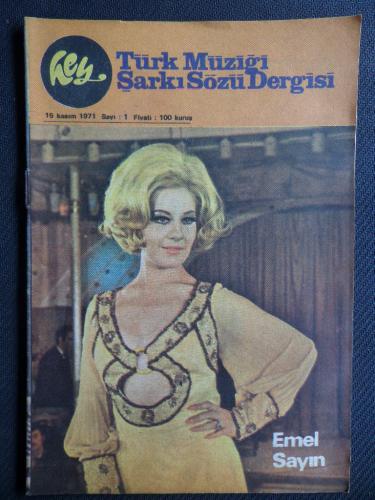 Hey
Türk Müziği
Şarkı Sözü Dergisi
15 kasım 1971 Sayı : 1 Fiyatı : 100 kuruş
Emel
Sayın